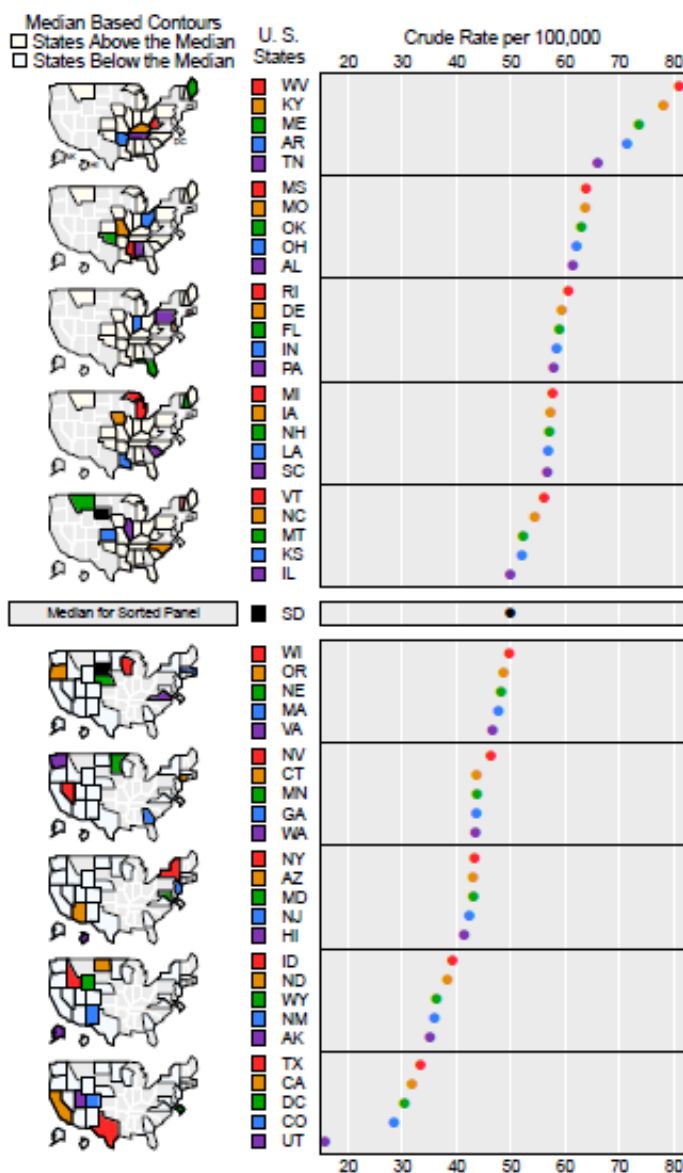 Median Based Contours
States Above the Median
States Below the Median
U. S.
States
Crude Rate per 100,000
20 30 40 50 60 70 80
WV
KY
ME
AR
TN
DC
MS
MO
OK
OH
AL
RI
DE
FL
IN
PA
MI
IA
NH
LA
SC
VT
NC
MT
KS
IL
Median for Sorted Panel
SD
WI
OR
NE
MA
VA
NV
CT
MN
GA
WA
NY
AZ
MD
NJ
HI
ID
ND
WY
NM
AK
TX
CA
DC
CO
UT
20 30 40 50 60 70 80